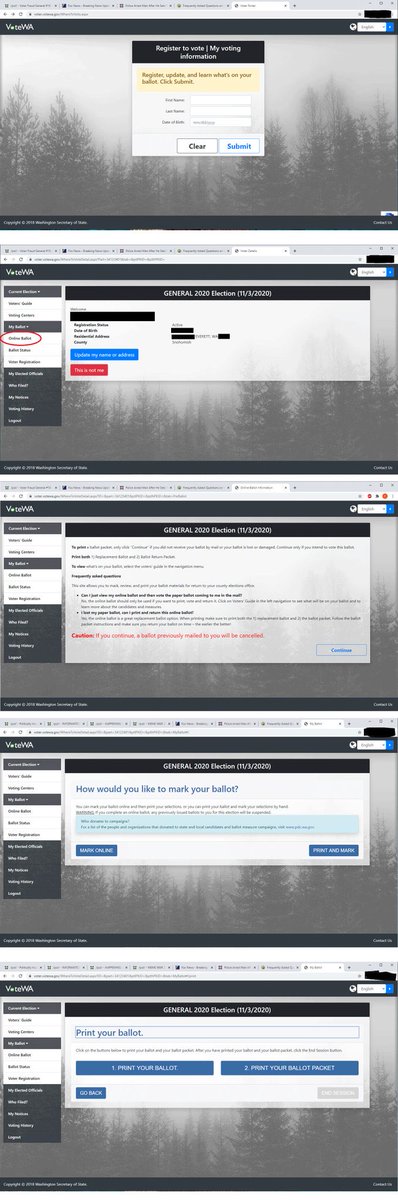 VoteWA
English
Register to vote | My voting information
Register, update, and learn what's on your ballot. Click Submit.
First Name:
Last Name:
Date of Birth:
mm/dd/yyyy
Clear
Submit
Copyright © 2018 Washington Secretary of State.
Contact Us
VoteWA
English
Current Election
Voters' Guide
Voting Centers
My Ballot
Online Ballot
Ballot Status
Voter Registration
My Elected Officials
Who Filed?
My Notices
Voting History
Logout
GENERAL 2020 Election (11/3/2020)
Welcome
Registration Status Active
Date of Birth
Residential Address EVERETT, WA
County Snohomish
Update my name or address
This is not me
Copyright © 2018 Washington Secretary of State.
Contact Us
VoteWA
English
Current Election
Voters' Guide
Voting Centers
My Ballot
Online Ballot
Ballot Status
Voter Registration
My Elected Officials
Who Filed?
My Notices
Voting History
Logout
GENERAL 2020 Election (11/3/2020)
To print a ballot packet, only click "Continue" if you did not receive your ballot by mail or your ballot is lost or damaged. Continue only if you intend to vote this ballot.
Print both 1) Replacement Ballot and 2) Ballot Return Packet.
To view what's on your ballot, select the voters' guide in the navigation menu.
Frequently asked questions
This site allows you to mark, review, and print your ballot materials for return to your county elections office.
Can I just view my online ballot and then vote the paper ballot coming to me in the mail?
No, the online ballot should only be used if you want to print, vote and return it. Click on Voters' Guide in the left navigation to see what will be on your ballot and to learn more about the candidates and measures.
I lost my paper ballot, can I print and return this online ballot?
Yes, the online ballot is a great replacement ballot option. When printing make sure to print both the 1) replacement ballot and 2) the ballot packet. Follow the ballot packet instructions and make sure you return your ballot on time – the earlier the better!
Caution: If you continue, a ballot previously mailed to you will be cancelled.
Continue
Copyright © 2018 Washington Secretary of State.
Contact Us
VoteWA
English
Current Election
Voters' Guide
Voting Centers
My Ballot
Online Ballot
Ballot Status
Voter Registration
My Elected Officials
Who Filed?
My Notices
Voting History
Logout
GENERAL 2020 Election (11/3/2020)
How would you like to mark your ballot?
You can mark your ballot online and then print your selections, or you can print your ballot and mark your selections by hand.
WARNING: If you complete an online ballot, any previously issued ballots to you for this election will be suspended.
Who donates to campaigns?
For a list of the people and organizations that donated to state and local candidates and ballot measure campaigns, visit www.pdc.wa.gov.
MARK ONLINE
PRINT AND MARK
Copyright © 2018 Washington Secretary of State.
Contact Us
VoteWA
English
Current Election
Voters' Guide
Voting Centers
My Ballot
Online Ballot
Ballot Status
Voter Registration
My Elected Officials
Who Filed?
My Notices
Voting History
Logout
GENERAL 2020 Election (11/3/2020)
Print your ballot.
Click on the buttons below to print your ballot and your ballot packet. After you have printed your ballot and your ballot packet, click the End Session button.
1. PRINT YOUR BALLOT.
2. PRINT YOUR BALLOT PACKET
GO BACK
END SESSION
Copyright © 2018 Washington Secretary of State.
Contact Us